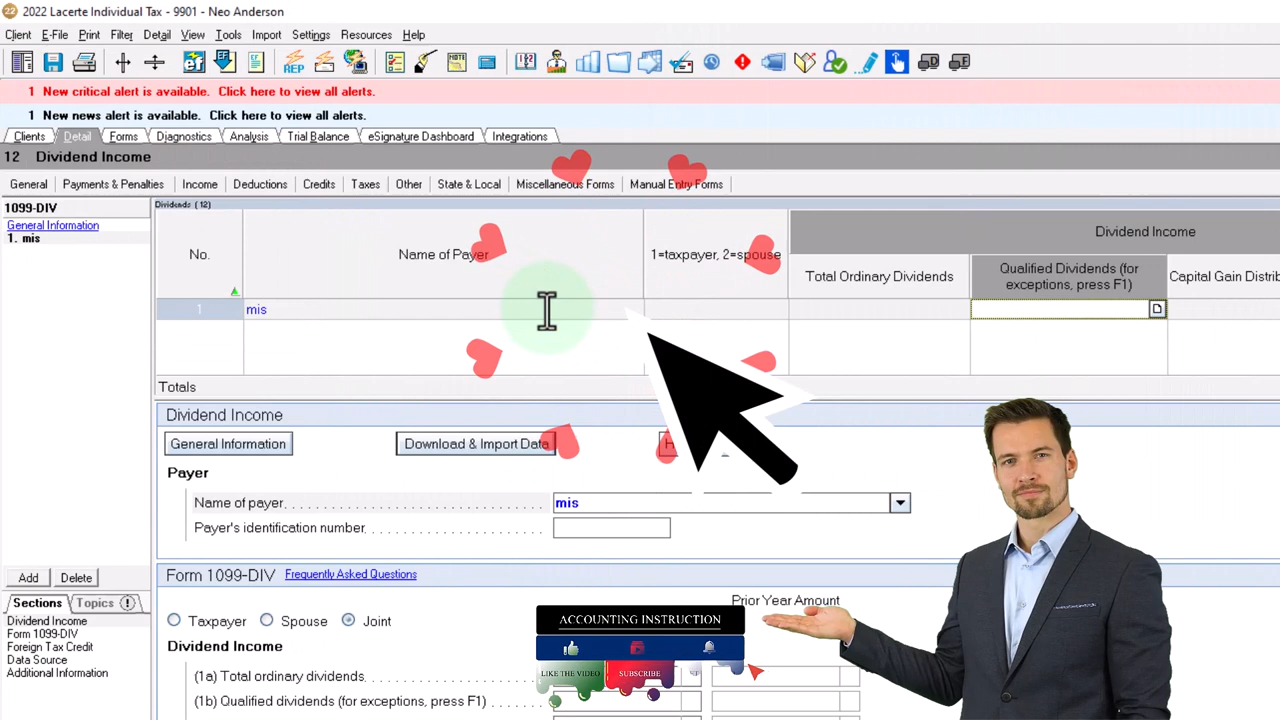 2022 Lacerte Individual Tax - 9901 - Neo Anderson
Client E-File Print Filter Detail View Tools Import Settings Resources Help
1 New critical alert is available. Click here to view all alerts.
1 New news alert is available. Click here to view all alerts.
Clients Detail Forms Diagnostics Analysis Trial Balance eSignature Dashboard Integrations
12 Dividend Income
General Payments & Penalties Income Deductions Credits Taxes Other State & Local Miscellaneous Forms Manual Entry Forms
1099-DIV
General Information
1. mis
Dividends (12)
No. Name of Payer 1=taxpayer, 2=spouse Dividend Income
Total Ordinary Dividends Qualified Dividends (for exceptions, press F1) Capital Gain Distrib
1 mis
Totals
Dividend Income
General Information Download & Import Data
Payer
Name of payer mis
Payer's identification number
Form 1099-DIV Frequently Asked Questions
Prior Year Amount
Taxpayer Spouse Joint
Dividend Income
(1a) Total ordinary dividends
(1b) Qualified dividends (for exceptions, press F1)
Add Delete
Sections Topics
Dividend Income
Form 1099-DIV
Foreign Tax Credit
Data Source
Additional Information
ACCOUNTING INSTRUCTION
LIKE THE VIDEO SUBSCRIBE